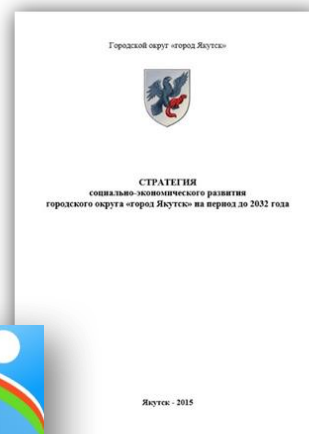 Городской округ «город Якутск»
СТРАТЕГИЯ
социально-экономического развития
городского округа «город Якутск» на период до 2032 года
Якутск - 2015